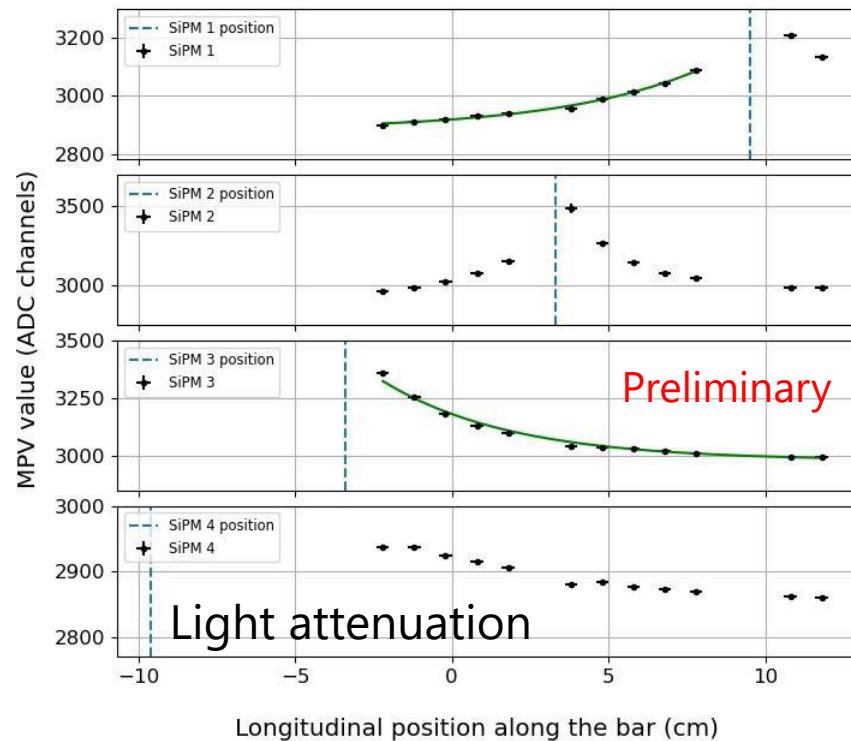 MPV value (ADC channels)
SiPM 1 position
SiPM 1
3200
3000
2800
SiPM 2 position
SiPM 2
3500
3000
SiPM 3 position
SiPM 3
Preliminary
3500
3250
3000
SiPM 4 position
SiPM 4
3000
2900
2800
Light attenuation
−10 −5 0 5 10
Longitudinal position along the bar (cm)